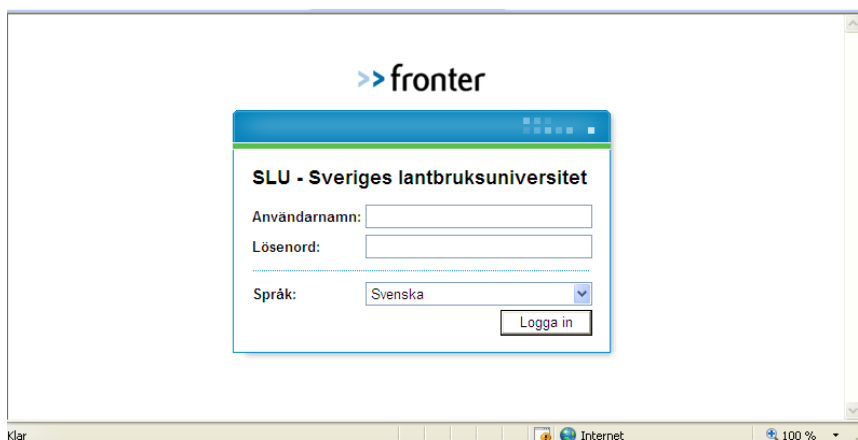 >> fronter
SLU - Sveriges lantbruksuniversitet
Användarnamn:
Lösenord:
Språk: Svenska
Logga in
Klar Internet 100 %